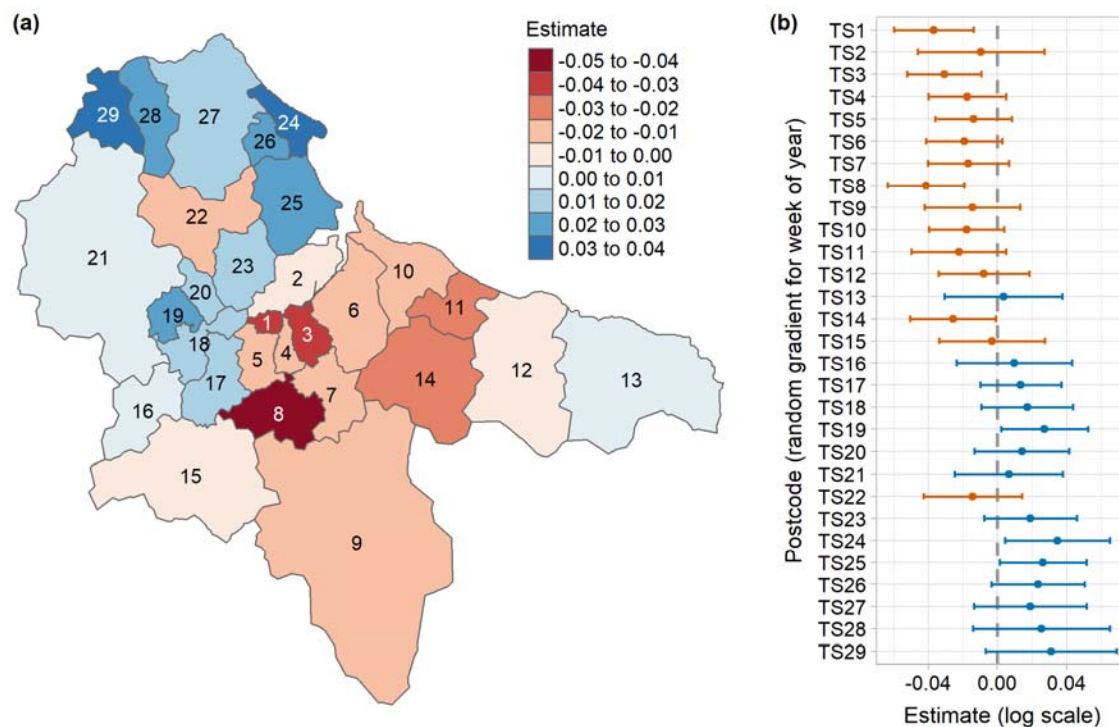 (a)
Estimate
-0.05 to -0.04
-0.04 to -0.03
-0.03 to -0.02
-0.02 to -0.01
-0.01 to 0.00
0.00 to 0.01
0.01 to 0.02
0.02 to 0.03
0.03 to 0.04
29
28
27
24
26
25
22
21
23
20
2
19
18
1
3
6
10
11
5
4
17
16
8
7
14
12
13
15
9
(b)
Postcode (random gradient for week of year)
TS1
TS2
TS3
TS4
TS5
TS6
TS7
TS8
TS9
TS10
TS11
TS12
TS13
TS14
TS15
TS16
TS17
TS18
TS19
TS20
TS21
TS22
TS23
TS24
TS25
TS26
TS27
TS28
TS29
-0.04 0.00 0.04
Estimate (log scale)